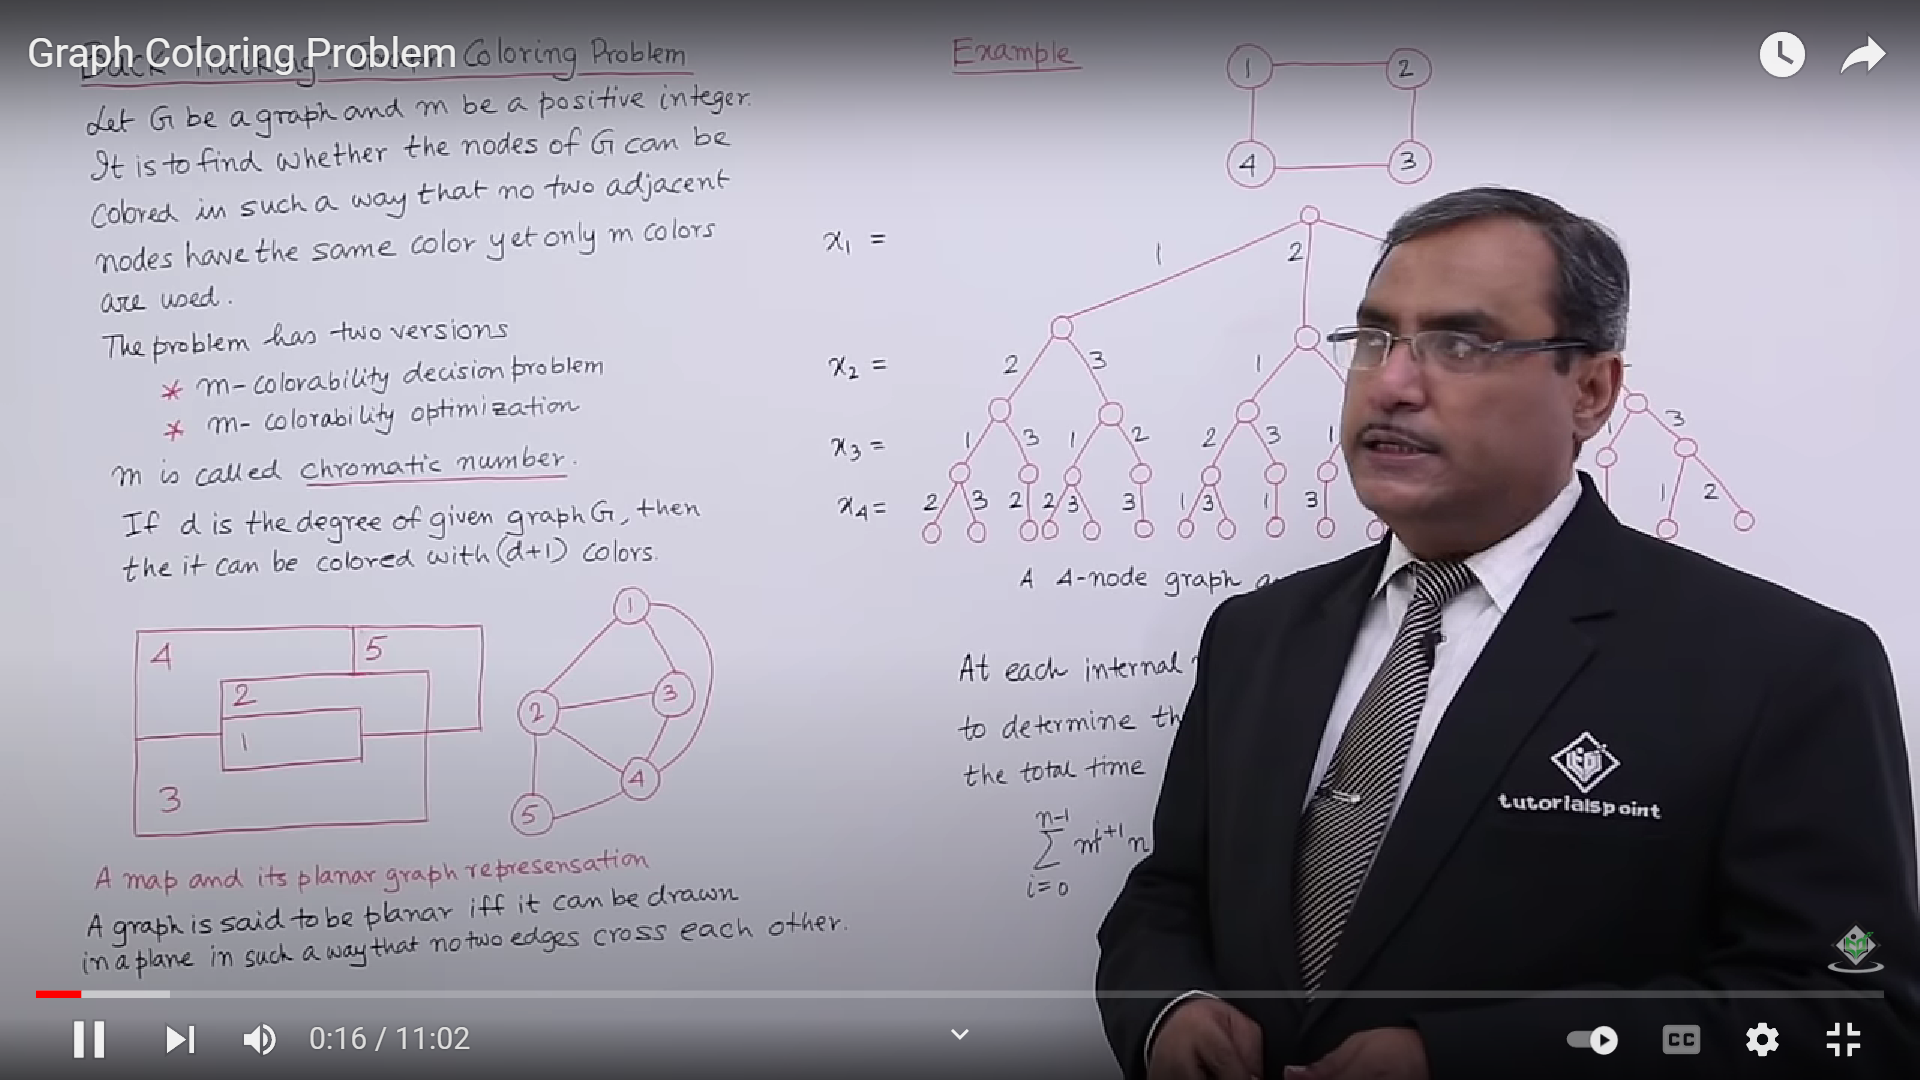 Graph Coloring Problem
Back Tracking: Graph Coloring Problem
Let G be a graph and m be a positive integer.
It is to find whether the nodes of G can be
Colored in such a way that no two adjacent
nodes have the same color yet only m colors
are used.
The problem has two versions
* m-colorability decision problem
* m-colorability optimization
m is called chromatic number.
If d is the degree of given graph G, then
the it can be colored with (d+1) colors.
4 5
2
1
3
1
2 3
4
5
A map and its planar graph represensation
A graph is said to be planar iff it can be drawn
in a plane in such a way that no two edges cross each other.
Example
1 2
4 3
x1 =
1 2
x2 =
2 3 1
3
x3 =
1 3 1 2 2 3 1
x4 =
2 3 2 2 3 3 1 3 1 3 1 2
A 4-node graph
At each internal
to determine
the total time
n-1
∑ m^i+1 n
i=0
tutorialspoint
0:16 / 11:02
CC